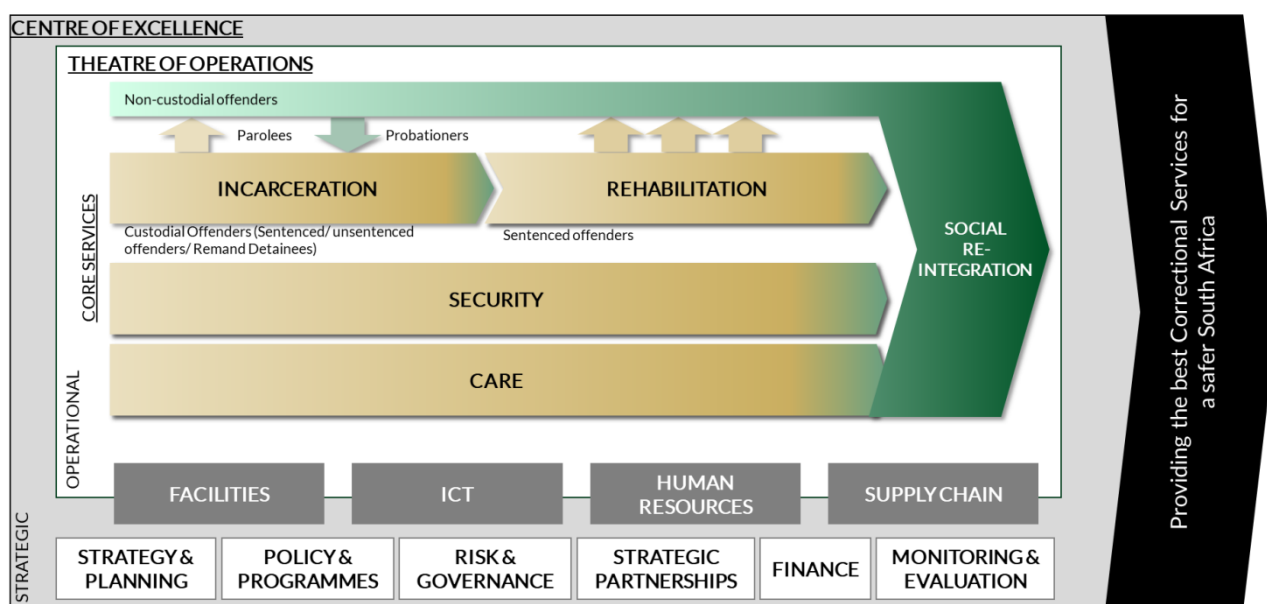 CENTRE OF EXCELLENCE
THEATRE OF OPERATIONS
Non-custodial offenders
Parolees
Probationers
INCARCERATION
REHABILITATION
Custodial Offenders (Sentenced/ unsentenced
offenders/ Remand Detainees)
Sentenced offenders
SECURITY
CARE
SOCIAL
RE-
INTEGRATION
CORE SERVICES
OPERATIONAL
FACILITIES
ICT
HUMAN
RESOURCES
SUPPLY CHAIN
STRATEGIC
STRATEGY &
PLANNING
POLICY &
PROGRAMMES
RISK &
GOVERNANCE
STRATEGIC
PARTNERSHIPS
FINANCE
MONITORING &
EVALUATION
Providing the best Correctional Services for
a safer South Africa